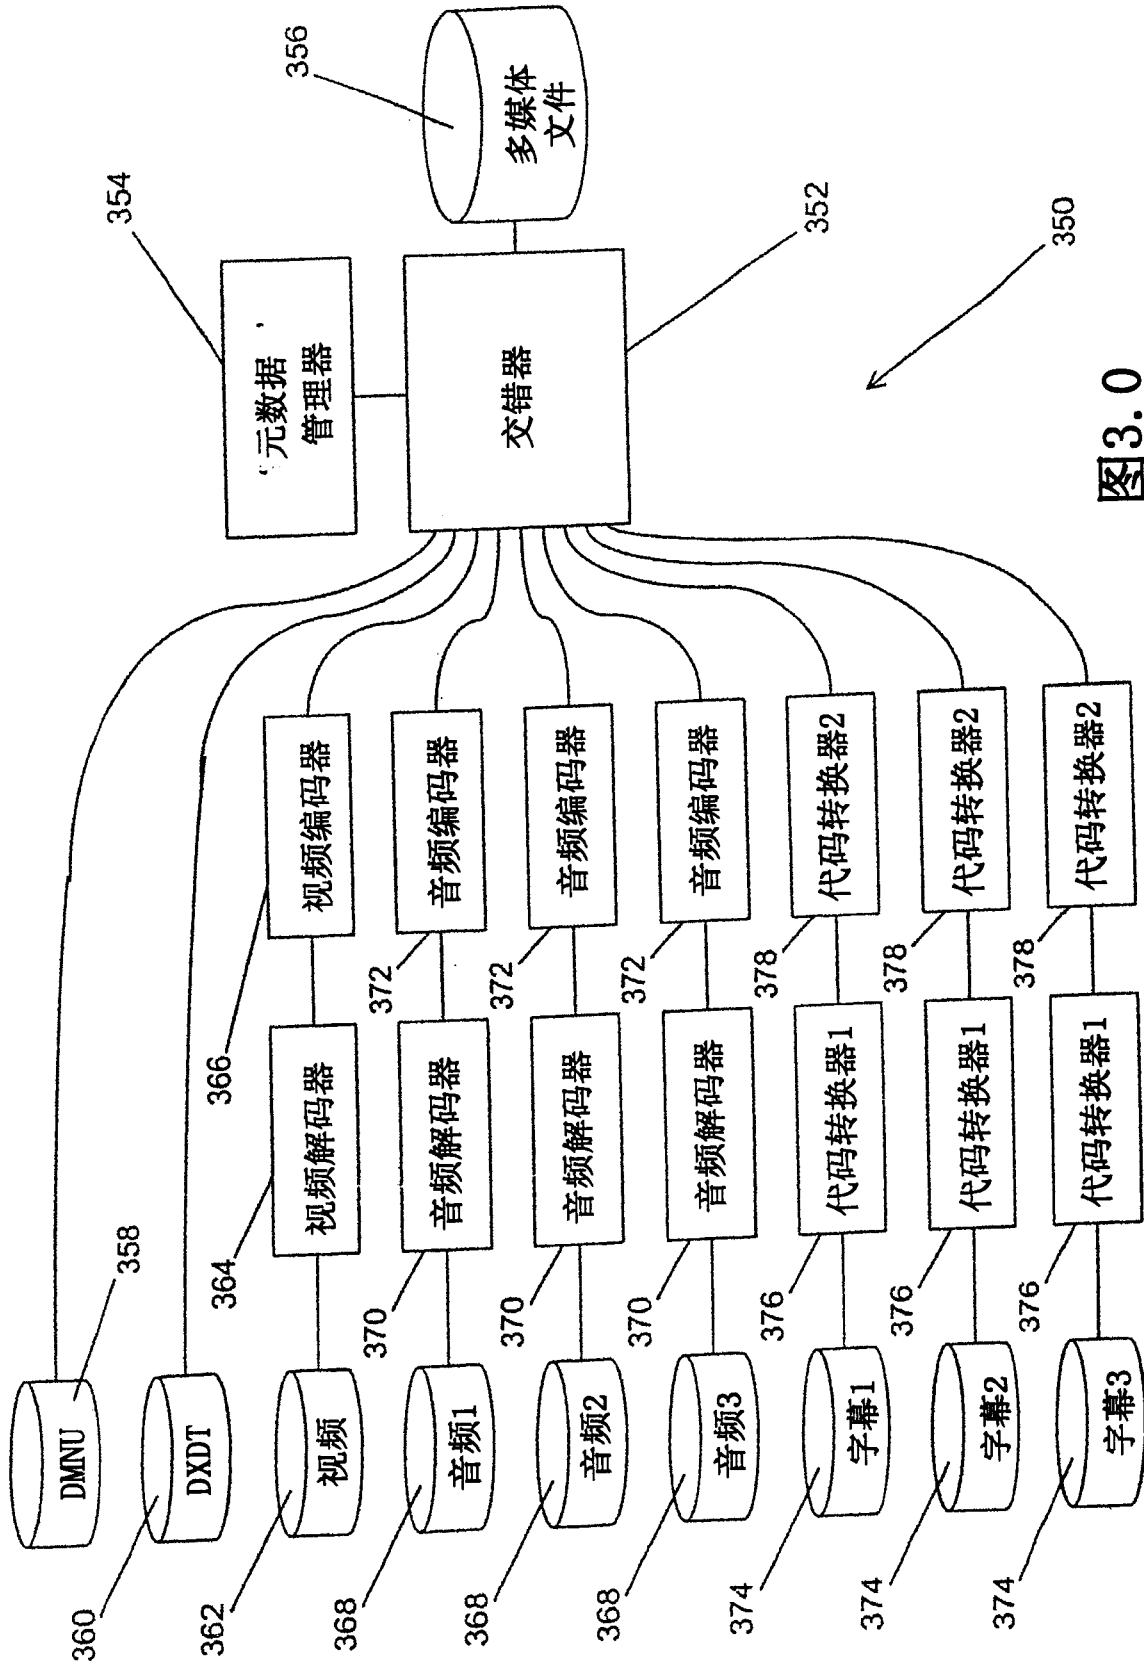 DMNU
358
360
DXDT
354
362
视频
364
视频解码器
366
视频编码器
元数据
管理器
356
368
音频1
370
音频解码器
372
音频编码器
368
音频2
370
音频解码器
372
音频编码器
交错器
多媒体
文件
368
音频3
370
音频解码器
372
音频编码器
374
字幕1
376
代码转换器1
378
代码转换器2
352
374
字幕2
376
代码转换器1
378
代码转换器2
374
字幕3
376
代码转换器1
378
代码转换器2
350
图3.0